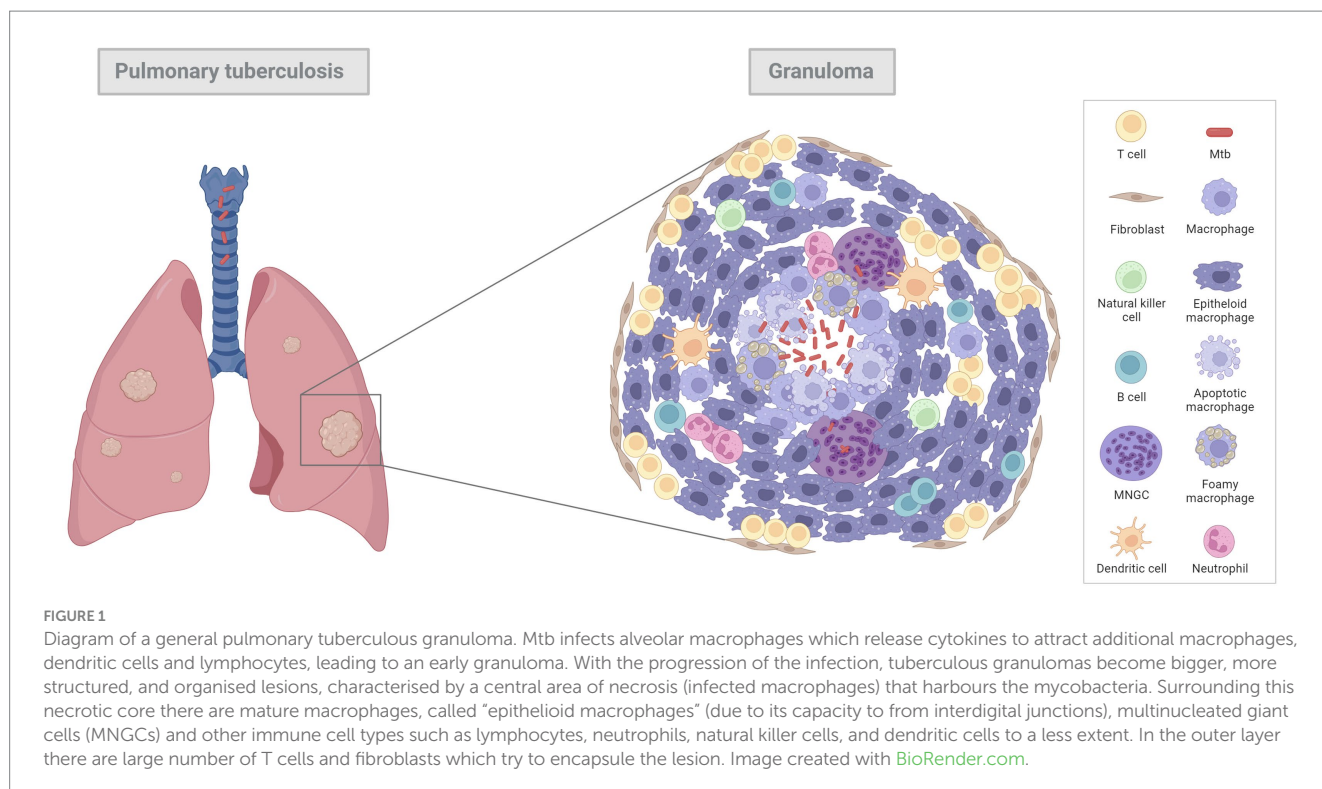 Pulmonary tuberculosis
Granuloma
T cell
Mtb
Fibroblast
Macrophage
Natural killer
cell
Epitheloid
macrophage
B cell
Apoptotic
macrophage
MNGC
Foamy
macrophage
Dendritic cell
Neutrophil
FIGURE 1
Diagram of a general pulmonary tuberculous granuloma. Mtb infects alveolar macrophages which release cytokines to attract additional macrophages,
dendritic cells and lymphocytes, leading to an early granuloma. With the progression of the infection, tuberculous granulomas become bigger, more
structured, and organised lesions, characterised by a central area of necrosis (infected macrophages) that harbours the mycobacteria. Surrounding this
necrotic core there are mature macrophages, called “epithelioid macrophages” (due to its capacity to from interdigital junctions), multinucleated giant
cells (MNGCs) and other immune cell types such as lymphocytes, neutrophils, natural killer cells, and dendritic cells to a less extent. In the outer layer
there are large number of T cells and fibroblasts which try to encapsule the lesion. Image created with BioRender.com.